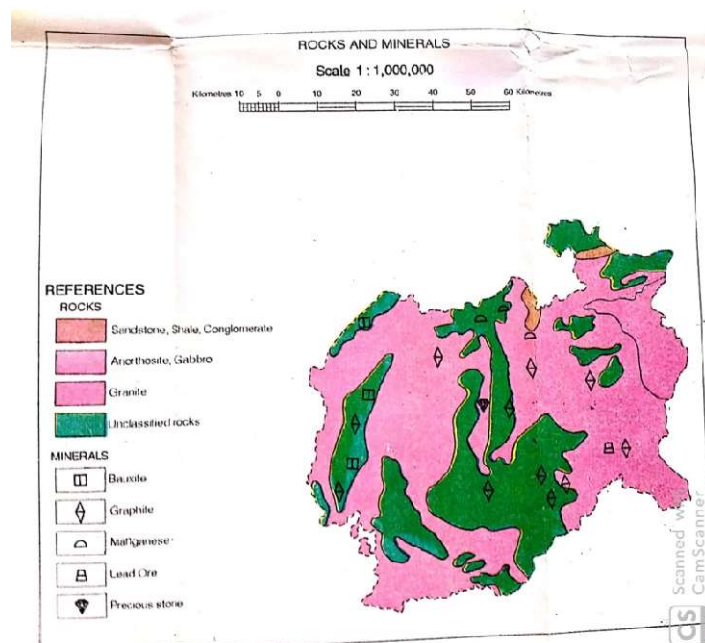 ROCKS AND MINERALS
Scale 1 : 1,000,000
Kilometres 10 5 0 10 20 30 40 50 60 Kilometres
REFERENCES
ROCKS
Sandstone, Shale, Conglomerate
Anorthosite, Gabbro
Granite
Unclassified rocks
MINERALS
Bauxite
Graphite
Manganese
Lead Ore
Precious stone
CS
Scanned with
CamScanner